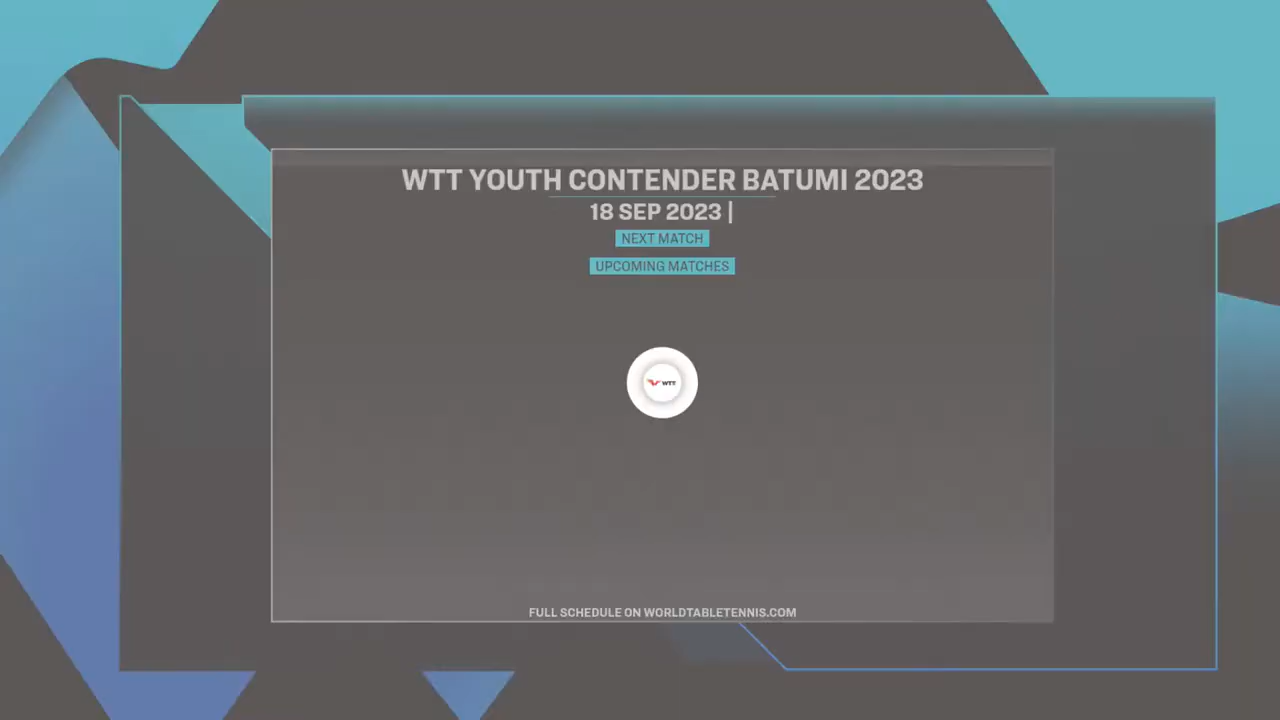 WTT YOUTH CONTENDER BATUMI 2023
18 SEP 2023 |
NEXT MATCH
UPCOMING MATCHES
WTT
FULL SCHEDULE ON WORLDTABLETENNIS.COM